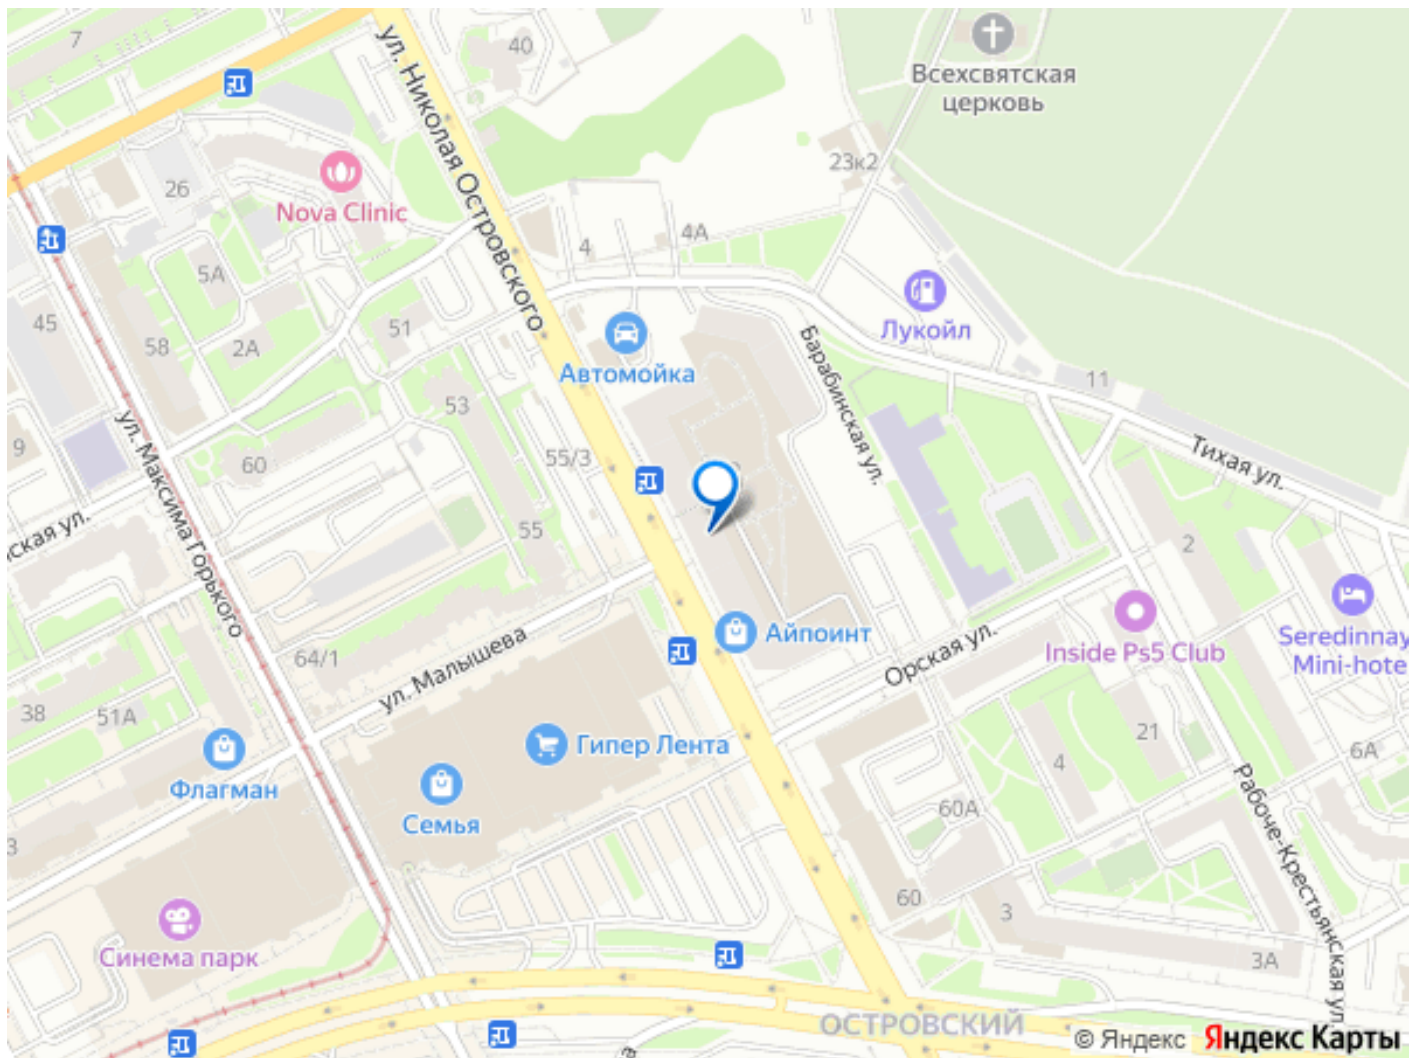 7
40
ул. Николая Островского
Всехсвятская
церковь
26
23к2
Nova Clinic
4А
4
5А
45
51
58
2А
Лукойл
Автомойка
Барабинская ул.
11
53
ул. Максима Горького
9
60
55/3
Тихая ул.
ская ул.
55
2
Айпоинт
Орская ул.
Inside Ps5 Club
Seredinnay
Mini-hote
64/1
ул. Малышева
38
51А
Гипер Лента
21
4
6А
Флагман
Семья
60А
Рабоче-Крестьянская ул.
3
60
3
Синема парк
3А
ОСТРОВСКИЙ
© Яндекс Яндекс Карты